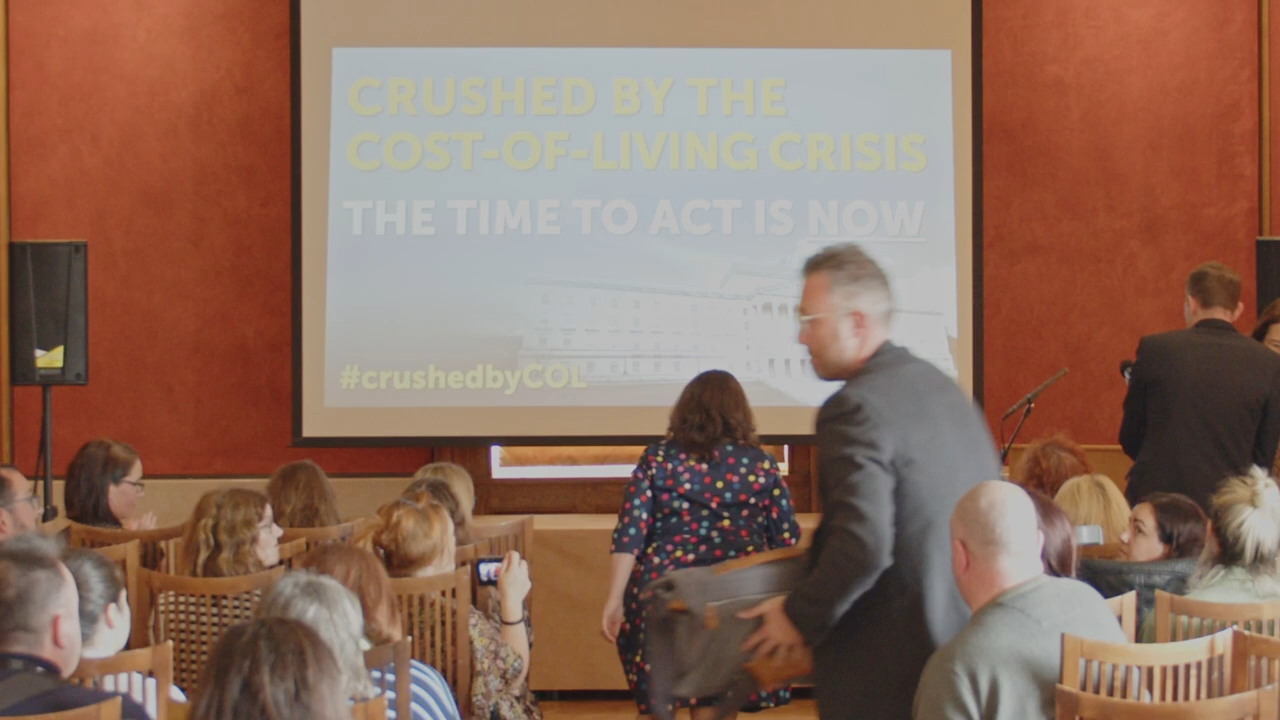 CRUSHED BY THE
COST-OF-LIVING CRISIS
THE TIME TO ACT IS NOW
#crushedbyCOL